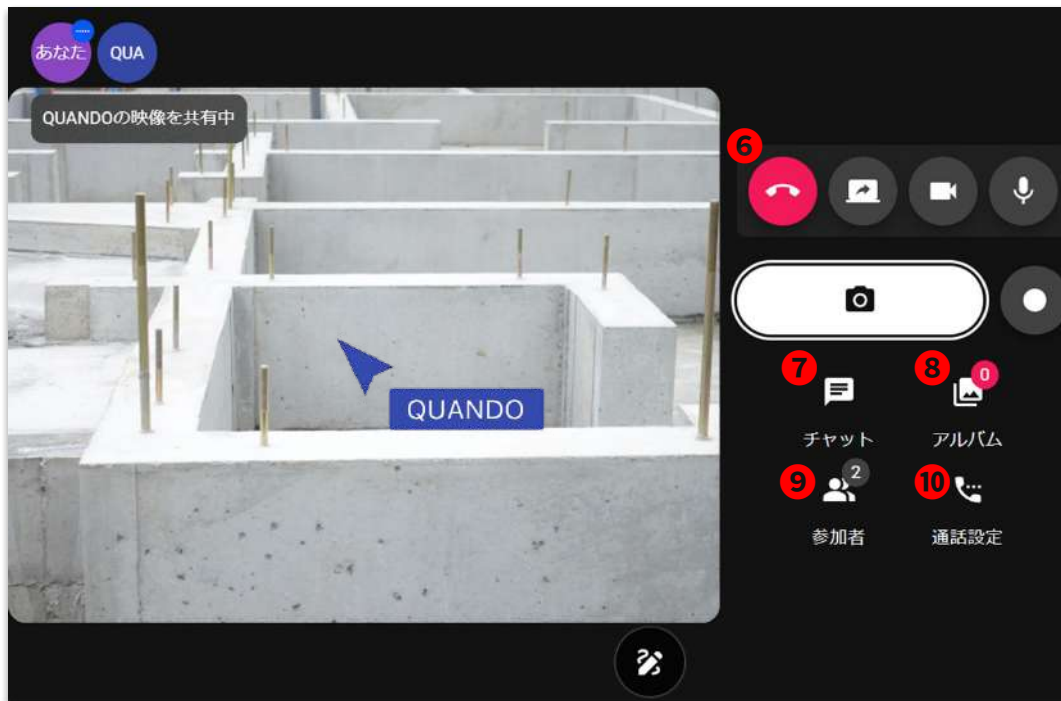 あなた
QUA
QUANDOの映像を共有中
QUANDO
6
7
チャット
8
0
アルバム
9
2
参加者
10
通話設定